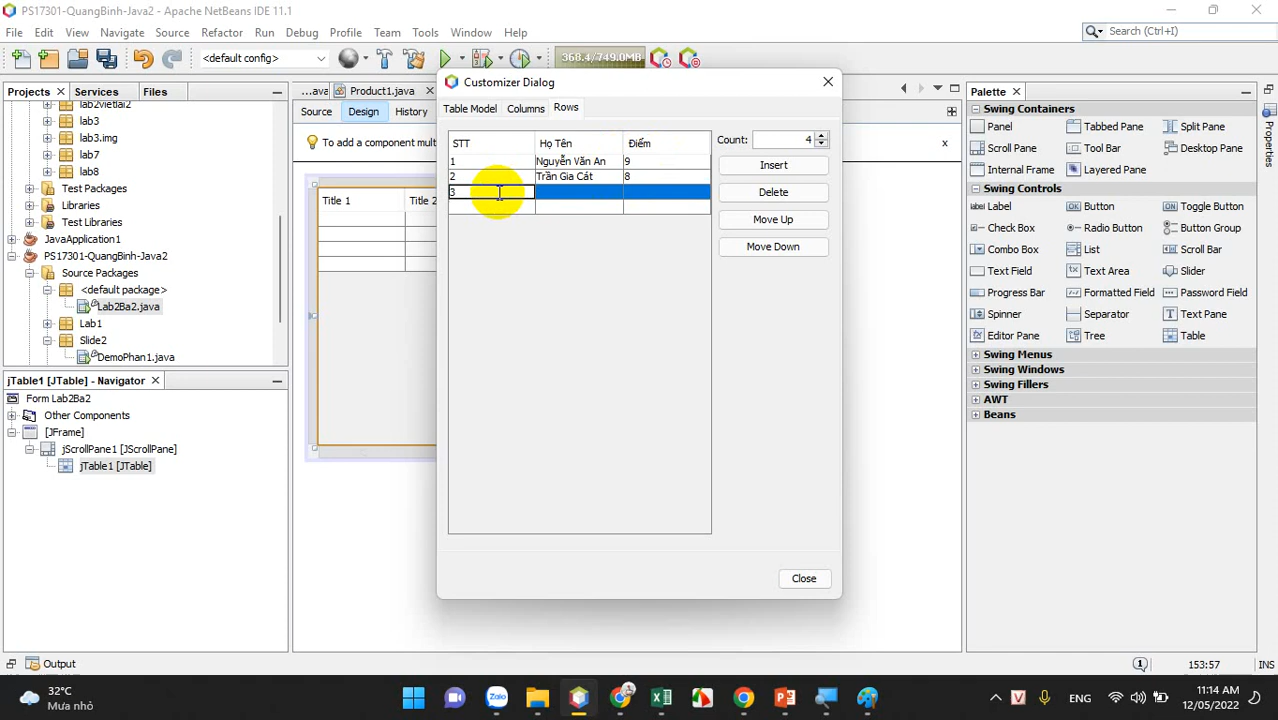 PS17301-QuangBinh-Java2 - Apache NetBeans IDE 11.1
File Edit View Navigate Source Refactor Run Debug Profile Team Tools Window Help
Search (Ctrl+I)
<default config>
368.4/749.0MB
Projects Services Files
lab2vietlai2
lab3
lab3.img
lab7
lab8
Test Packages
Libraries
Test Libraries
JavaApplication1
PS17301-QuangBinh-Java2
Source Packages
<default package>
Lab2Ba2.java
Lab1
Slide2
DemoPhan1.java
jTable1 [JTable] - Navigator
Form Lab2Ba2
Other Components
[JFrame]
jScrollPane1 [JScrollPane]
jTable1 [JTable]
...ava Product1.java
Source Design History
To add a component mult
x
Title 1 Title 2
Customizer Dialog
Table Model Columns Rows
STT Họ Tên Điểm
1 Nguyễn Văn An 9
2 Trần Gia Cát 8
3
Count: 4
Insert
Delete
Move Up
Move Down
Close
Palette
Swing Containers
Panel Tabbed Pane Split Pane
Scroll Pane Tool Bar Desktop Pane
Internal Frame Layered Pane
Swing Controls
Label Button Toggle Button
Check Box Radio Button Button Group
Combo Box List Scroll Bar
Text Field Text Area Slider
Progress Bar Formatted Field Password Field
Spinner Separator Text Pane
Editor Pane Tree Table
Swing Menus
Swing Windows
Swing Fillers
AWT
Beans
Properties
Output
1
153:57 INS
32°C
Mưa nhỏ
Zalo
V
ENG
11:14 AM
12/05/2022